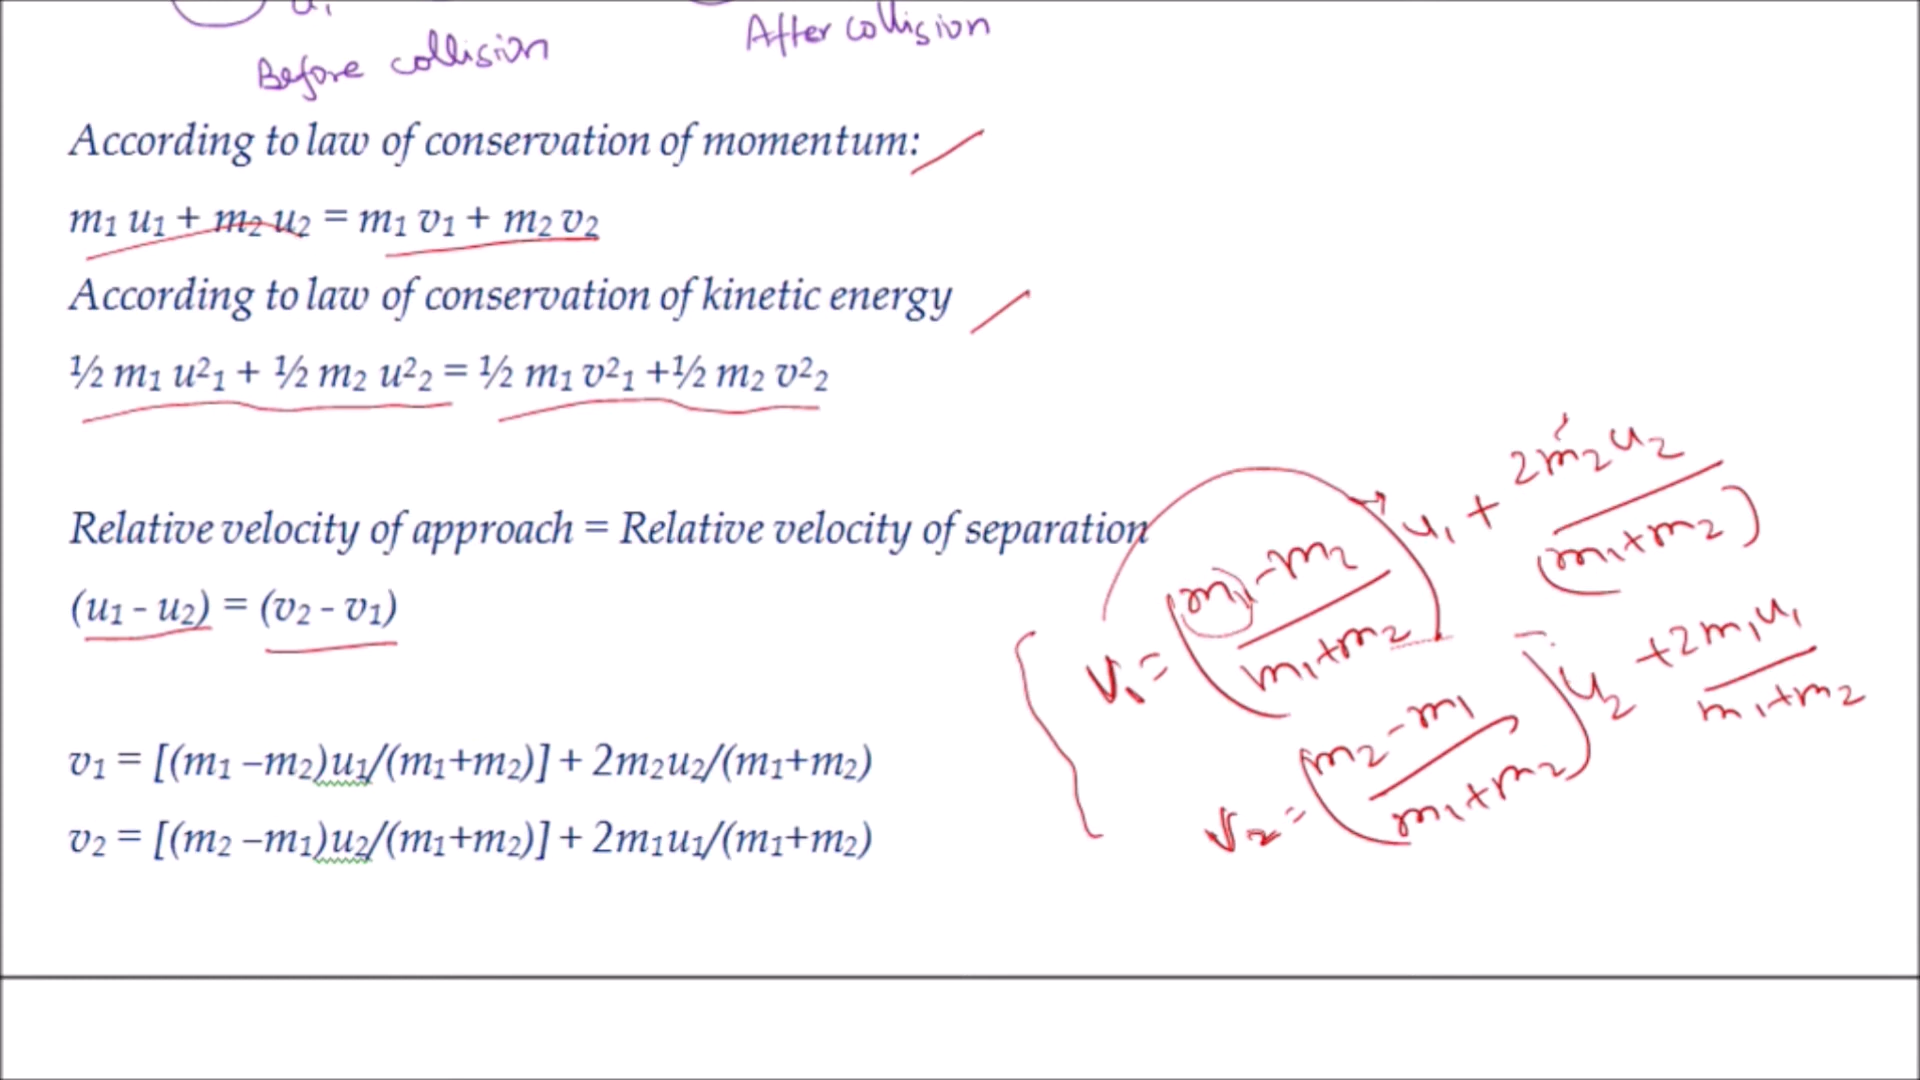 u₁
Before collision
After collision
According to law of conservation of momentum:
m₁ u₁ + m₂ u₂ = m₁ v₁ + m₂ v₂
According to law of conservation of kinetic energy
½ m₁ u²₁ + ½ m₂ u²₂ = ½ m₁ v²₁ +½ m₂ v²₂
Relative velocity of approach = Relative velocity of separation
(u₁ - u₂) = (v₂ - v₁)
v₁ = [(m₁ –m₂)u₁/(m₁+m₂)] + 2m₂u₂/(m₁+m₂)
v₂ = [(m₂ –m₁)u₂/(m₁+m₂)] + 2m₁u₁/(m₁+m₂)
v₁ = (m₁-m₂/m₁+m₂) u₁ + 2m₂u₂/(m₁+m₂)
v₂ = (m₂-m₁/m₁+m₂) u₂ + 2m₁u₁/m₁+m₂